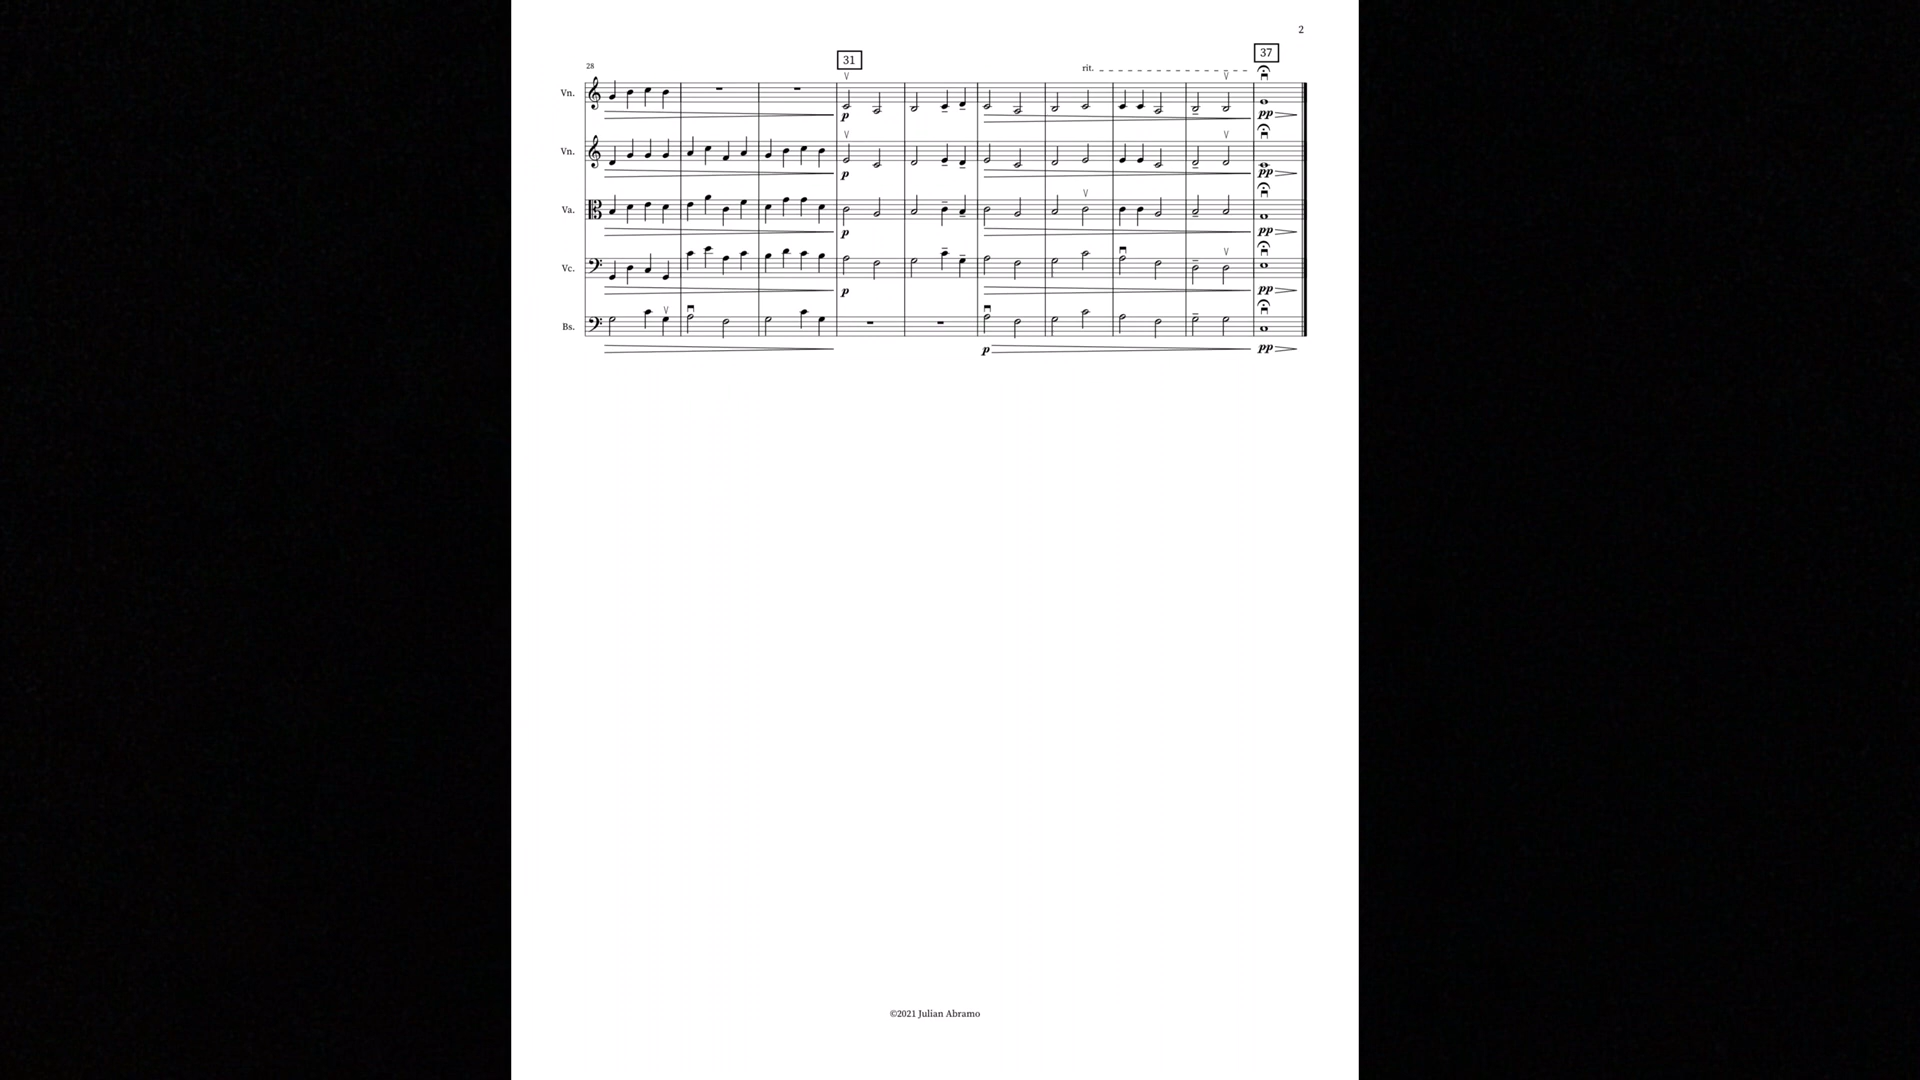 2
37
31
rit.
28
Vn.
p
pp
Vn.
p
pp
Va.
p
pp
Vc.
p
pp
Bs.
p
pp
©2021 Julian Abramo